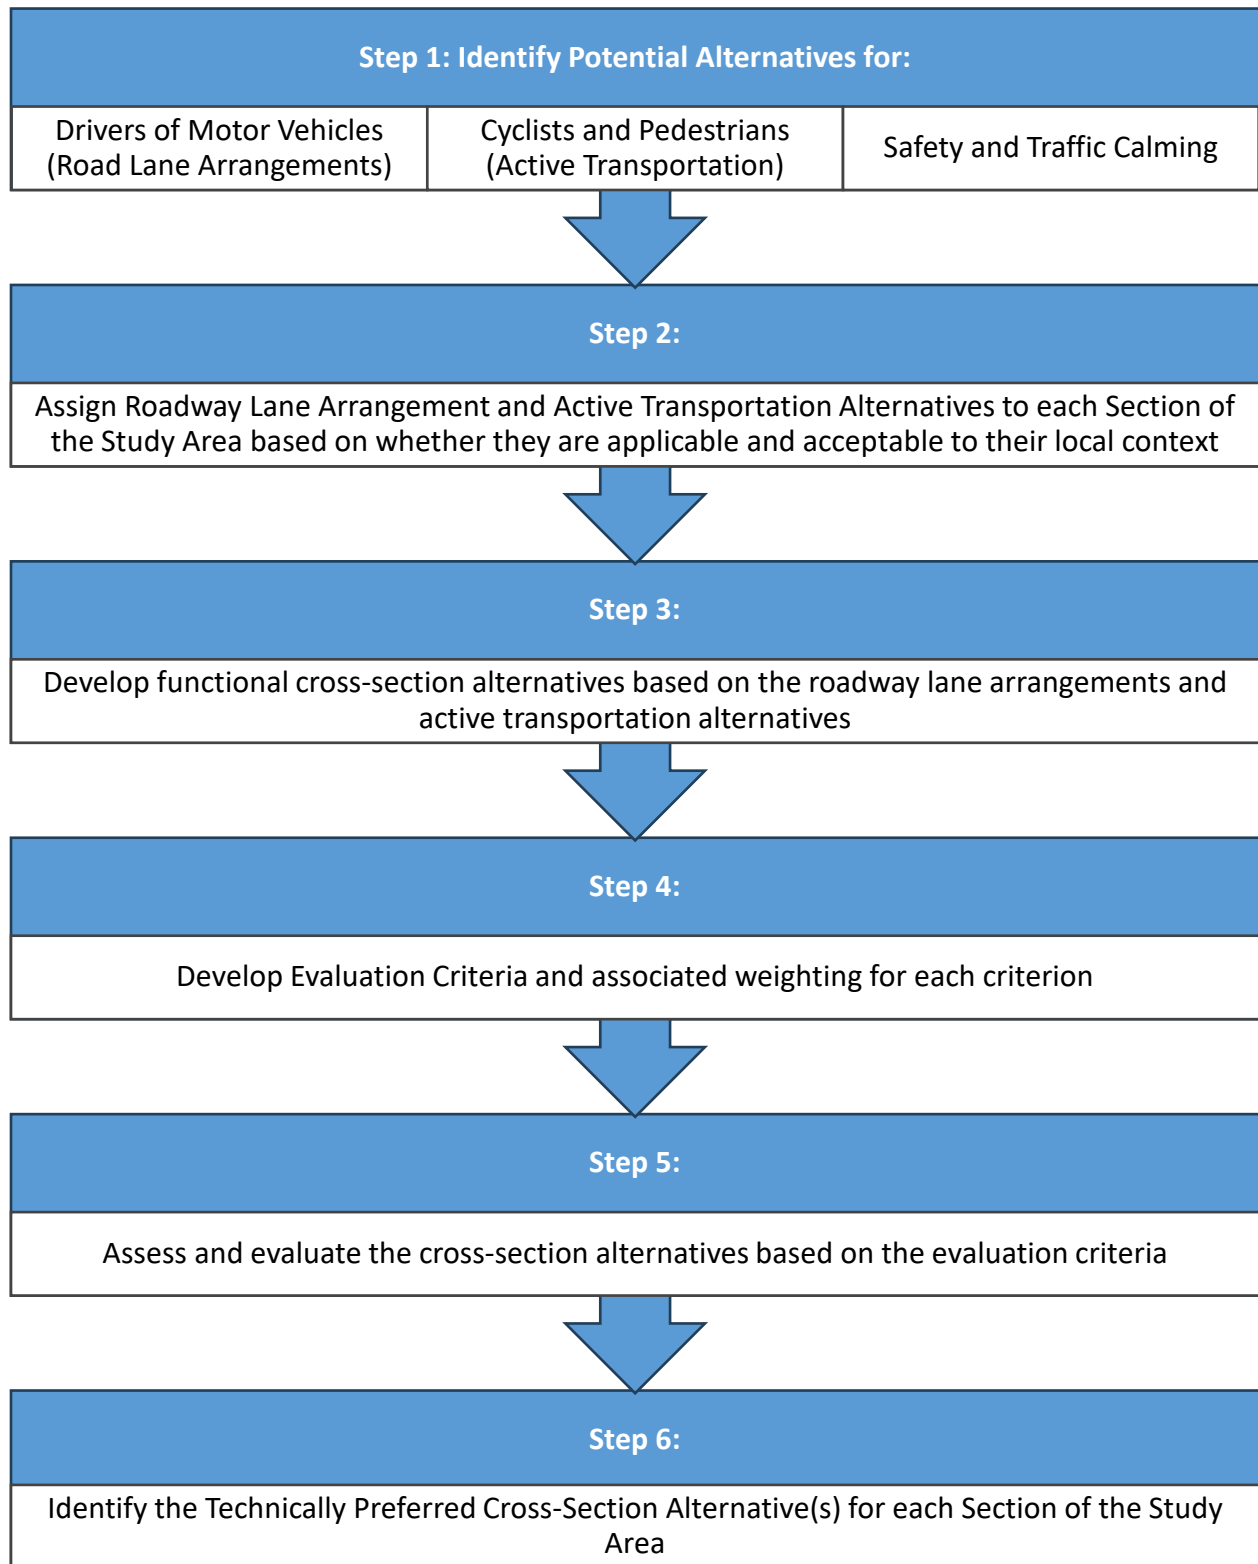 Step 1: Identify Potential Alternatives for:
Drivers of Motor Vehicles
(Road Lane Arrangements)
Cyclists and Pedestrians
(Active Transportation)
Safety and Traffic Calming
Step 2:
Assign Roadway Lane Arrangement and Active Transportation Alternatives to each Section of
the Study Area based on whether they are applicable and acceptable to their local context
Step 3:
Develop functional cross-section alternatives based on the roadway lane arrangements and
active transportation alternatives
Step 4:
Develop Evaluation Criteria and associated weighting for each criterion
Step 5:
Assess and evaluate the cross-section alternatives based on the evaluation criteria
Step 6:
Identify the Technically Preferred Cross-Section Alternative(s) for each Section of the Study
Area